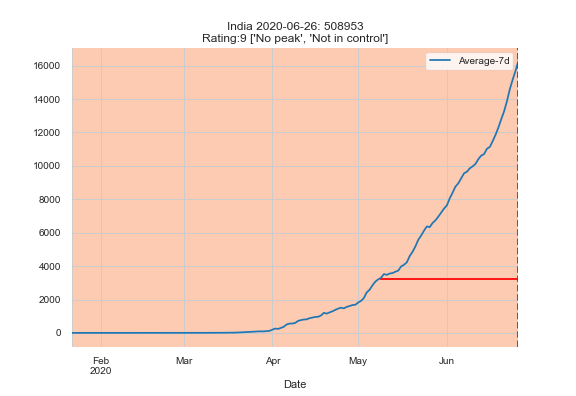 India 2020-06-26: 508953
Rating:9 ['No peak', 'Not in control']
Average-7d
16000
14000
12000
10000
8000
6000
4000
2000
0
Feb
2020
Mar
Apr
May
Jun
Date